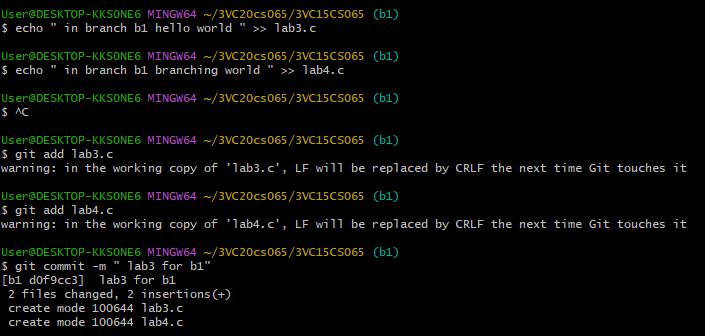 User@DESKTOP-KKSONE6 MINGW64 ~/3VC20cs065/3VC15CS065 (b1)
$ echo " in branch b1 hello world " >> lab3.c
User@DESKTOP-KKSONE6 MINGW64 ~/3VC20cs065/3VC15CS065 (b1)
$ echo " in branch b1 branching world " >> lab4.c
User@DESKTOP-KKSONE6 MINGW64 ~/3VC20cs065/3VC15CS065 (b1)
$ ^C
User@DESKTOP-KKSONE6 MINGW64 ~/3VC20cs065/3VC15CS065 (b1)
$ git add lab3.c
warning: in the working copy of 'lab3.c', LF will be replaced by CRLF the next time Git touches it
User@DESKTOP-KKSONE6 MINGW64 ~/3VC20cs065/3VC15CS065 (b1)
$ git add lab4.c
warning: in the working copy of 'lab4.c', LF will be replaced by CRLF the next time Git touches it
User@DESKTOP-KKSONE6 MINGW64 ~/3VC20cs065/3VC15CS065 (b1)
$ git commit -m " lab3 for b1"
[b1 d0f9cc3]  lab3 for b1
 2 files changed, 2 insertions(+)
 create mode 100644 lab3.c
 create mode 100644 lab4.c